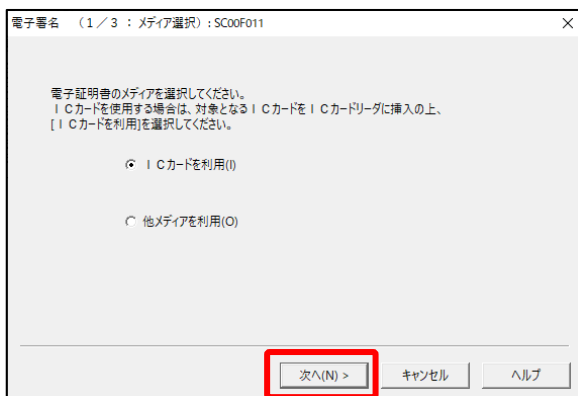 電子署名　（１／３ ： メディア選択）：SC00F011
電子証明書のメディアを選択してください。
ＩＣカードを使用する場合は、対象となるＩＣカードをＩＣカードリーダに挿入の上、
[ＩＣカードを利用]を選択してください。
ＩＣカードを利用(I)
他メディアを利用(O)
次へ(N) >　キャンセル　ヘルプ